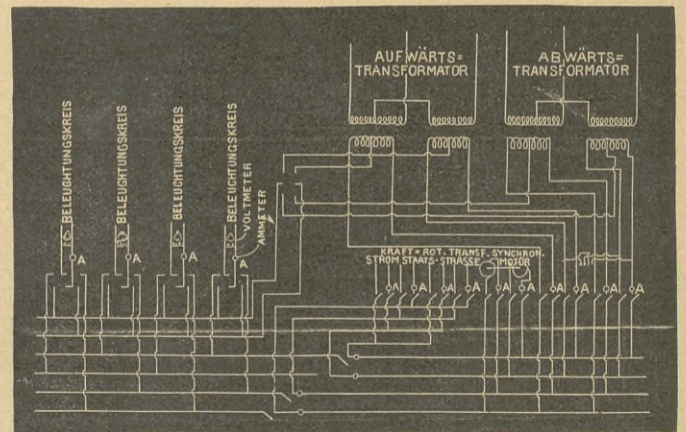 AUFWÄRTS=
TRANSFORMATOR
ABWÄRTS=
TRANSFORMATOR
BELEUCHTUNGSKREIS
BELEUCHTUNGSKREIS
BELEUCHTUNGSKREIS
BELEUCHTUNGSKREIS
VOLTMETER
AMMETER
A
A
A
A
KRAFT= ROT. TRANSF. SYNCHRON.
STROM STAATS-STRASSE MOTOR
A
A
A
A
A
A
A
A
A
A